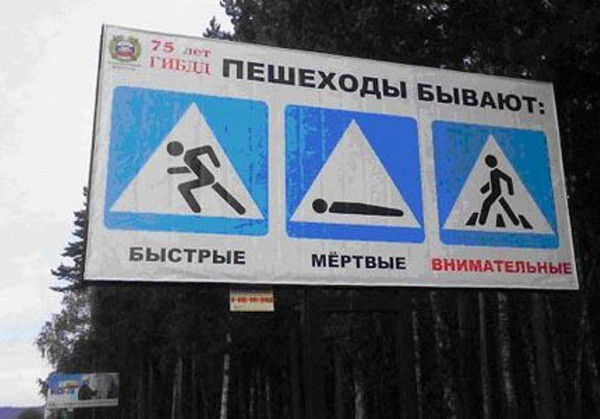 75 лет
ГИБДД
ПЕШЕХОДЫ БЫВАЮТ:
БЫСТРЫЕ
МЁРТВЫЕ
ВНИМАТЕЛЬНЫЕ